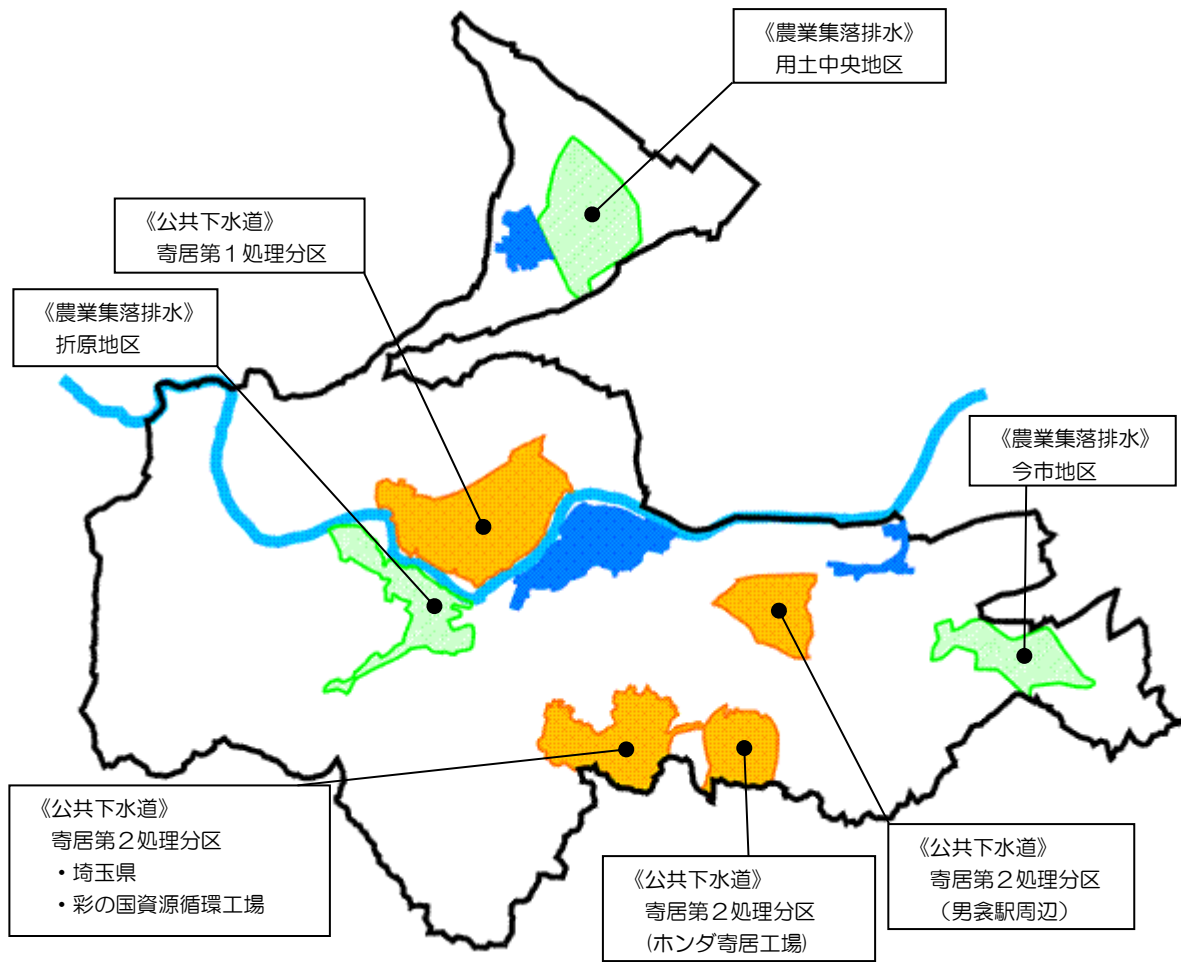 《農業集落排水》
用土中央地区
《公共下水道》
寄居第１処理分区
《農業集落排水》
折原地区
《農業集落排水》
今市地区
《公共下水道》
寄居第２処理分区
・埼玉県
・彩の国資源循環工場
《公共下水道》
寄居第２処理分区
(ホンダ寄居工場)
《公共下水道》
寄居第２処理分区
（男衾駅周辺）